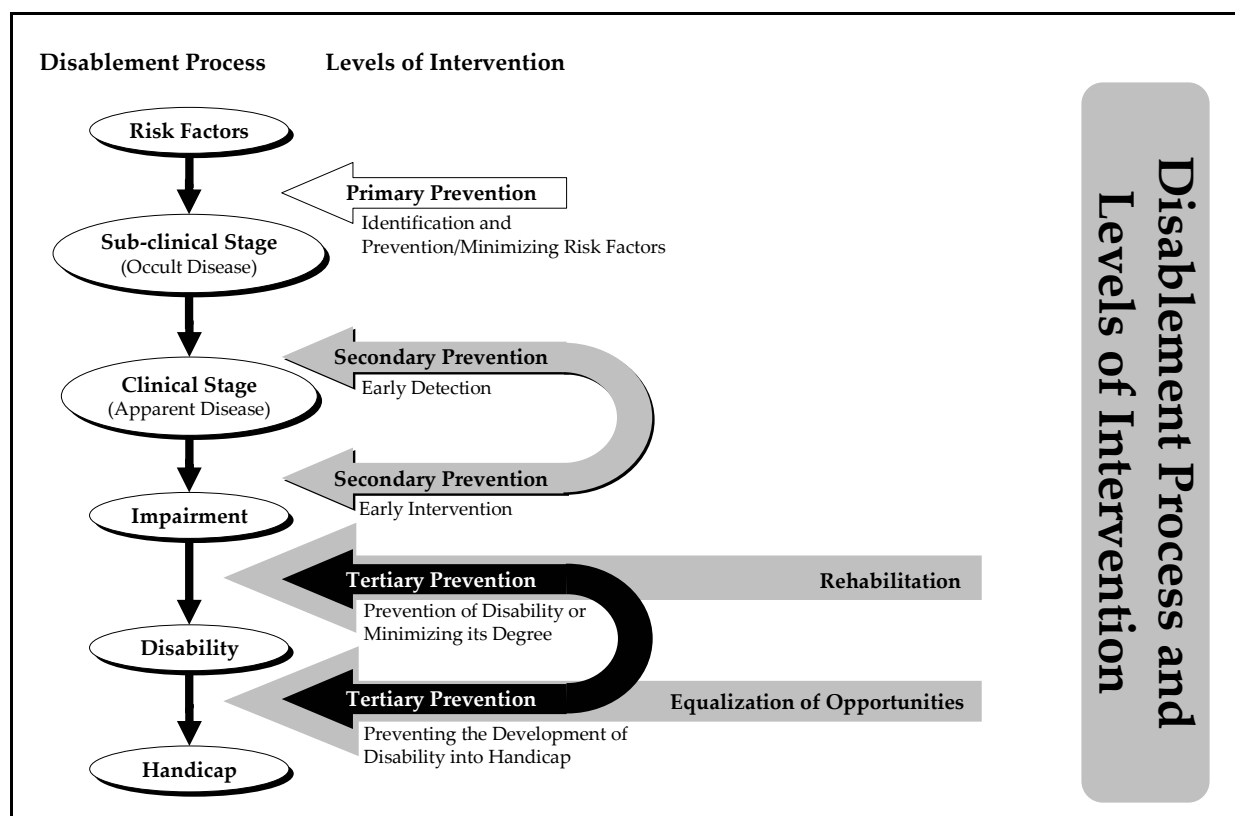 Disablement Process
Levels of Intervention
Risk Factors
Primary Prevention
Identification and
Prevention/Minimizing Risk Factors
Sub-clinical Stage
(Occult Disease)
Secondary Prevention
Early Detection
Clinical Stage
(Apparent Disease)
Secondary Prevention
Early Intervention
Impairment
Tertiary Prevention
Rehabilitation
Prevention of Disability or
Minimizing its Degree
Disability
Tertiary Prevention
Equalization of Opportunities
Preventing the Development of
Disability into Handicap
Handicap
Disablement Process and
Levels of Intervention